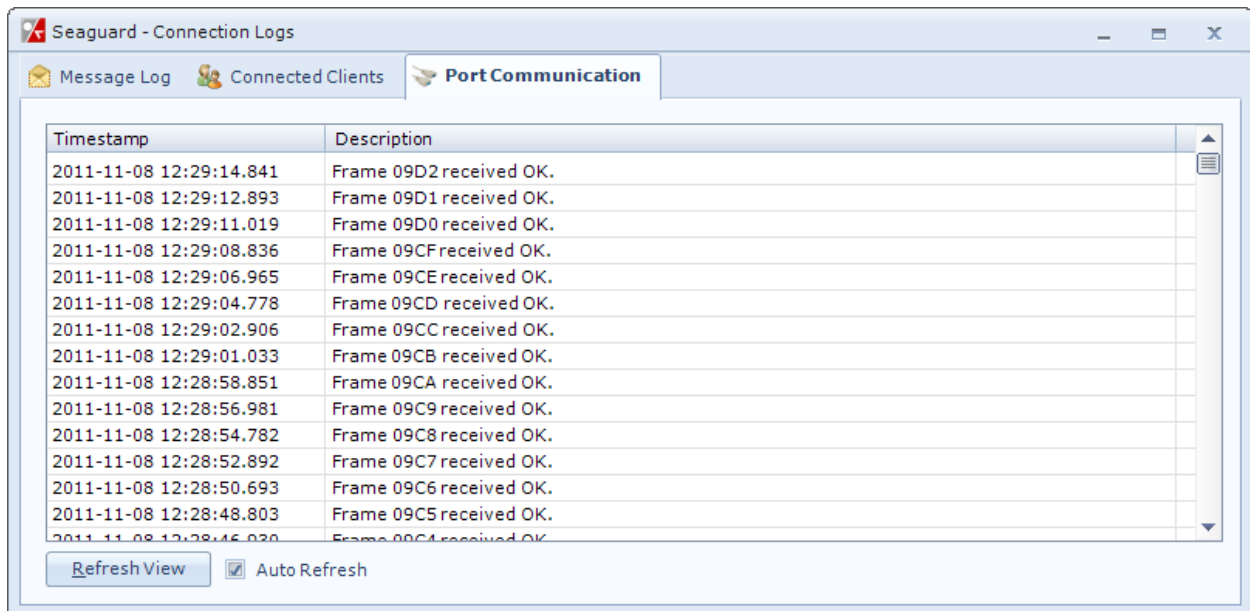 Seaguard - Connection Logs
Message Log Connected Clients Port Communication
Timestamp Description
2011-11-08 12:29:14.841 Frame 09D2 received OK.
2011-11-08 12:29:12.893 Frame 09D1 received OK.
2011-11-08 12:29:11.019 Frame 09D0 received OK.
2011-11-08 12:29:08.836 Frame 09CF received OK.
2011-11-08 12:29:06.965 Frame 09CE received OK.
2011-11-08 12:29:04.778 Frame 09CD received OK.
2011-11-08 12:29:02.906 Frame 09CC received OK.
2011-11-08 12:29:01.033 Frame 09CB received OK.
2011-11-08 12:28:58.851 Frame 09CA received OK.
2011-11-08 12:28:56.981 Frame 09C9 received OK.
2011-11-08 12:28:54.782 Frame 09C8 received OK.
2011-11-08 12:28:52.892 Frame 09C7 received OK.
2011-11-08 12:28:50.693 Frame 09C6 received OK.
2011-11-08 12:28:48.803 Frame 09C5 received OK.
Frame 09C4 received OK.
Refresh View Auto Refresh